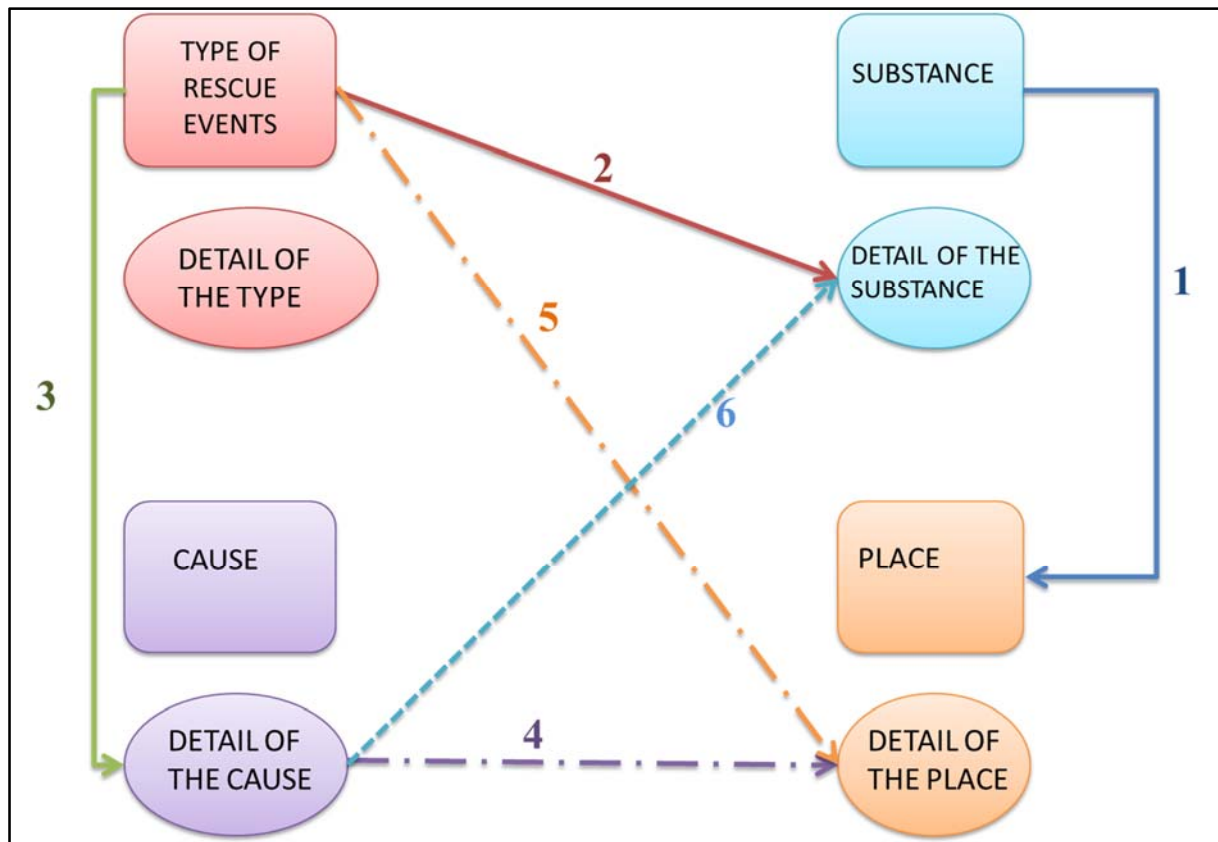 TYPE OF
RESCUE
EVENTS
SUBSTANCE
2
DETAIL OF
THE TYPE
DETAIL OF THE
SUBSTANCE
1
5
3
6
CAUSE
PLACE
4
DETAIL OF
THE CAUSE
DETAIL OF
THE PLACE